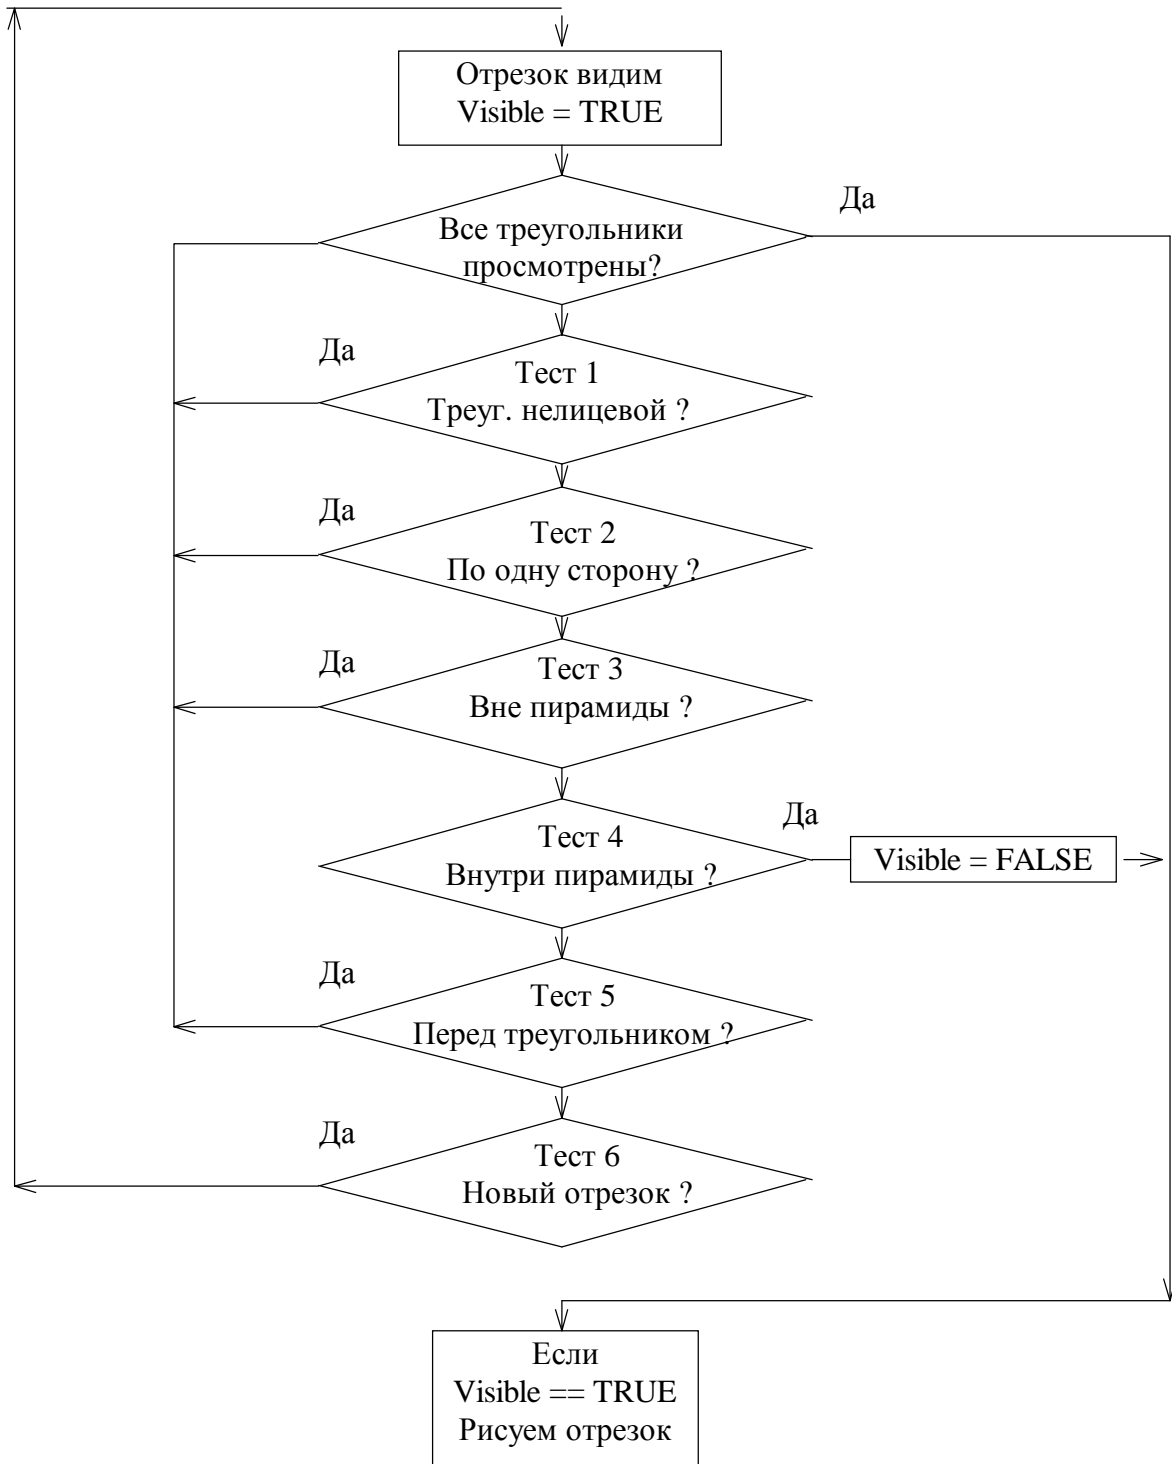 Отрезок видим
Visible = TRUE
Да
Все треугольники
просмотрены?
Да
Тест 1
Треуг. нелицевой ?
Да
Тест 2
По одну сторону ?
Да
Тест 3
Вне пирамиды ?
Да
Тест 4
Внутри пирамиды ?
Visible = FALSE
Да
Тест 5
Перед треугольником ?
Да
Тест 6
Новый отрезок ?
Если
Visible == TRUE
Рисуем отрезок